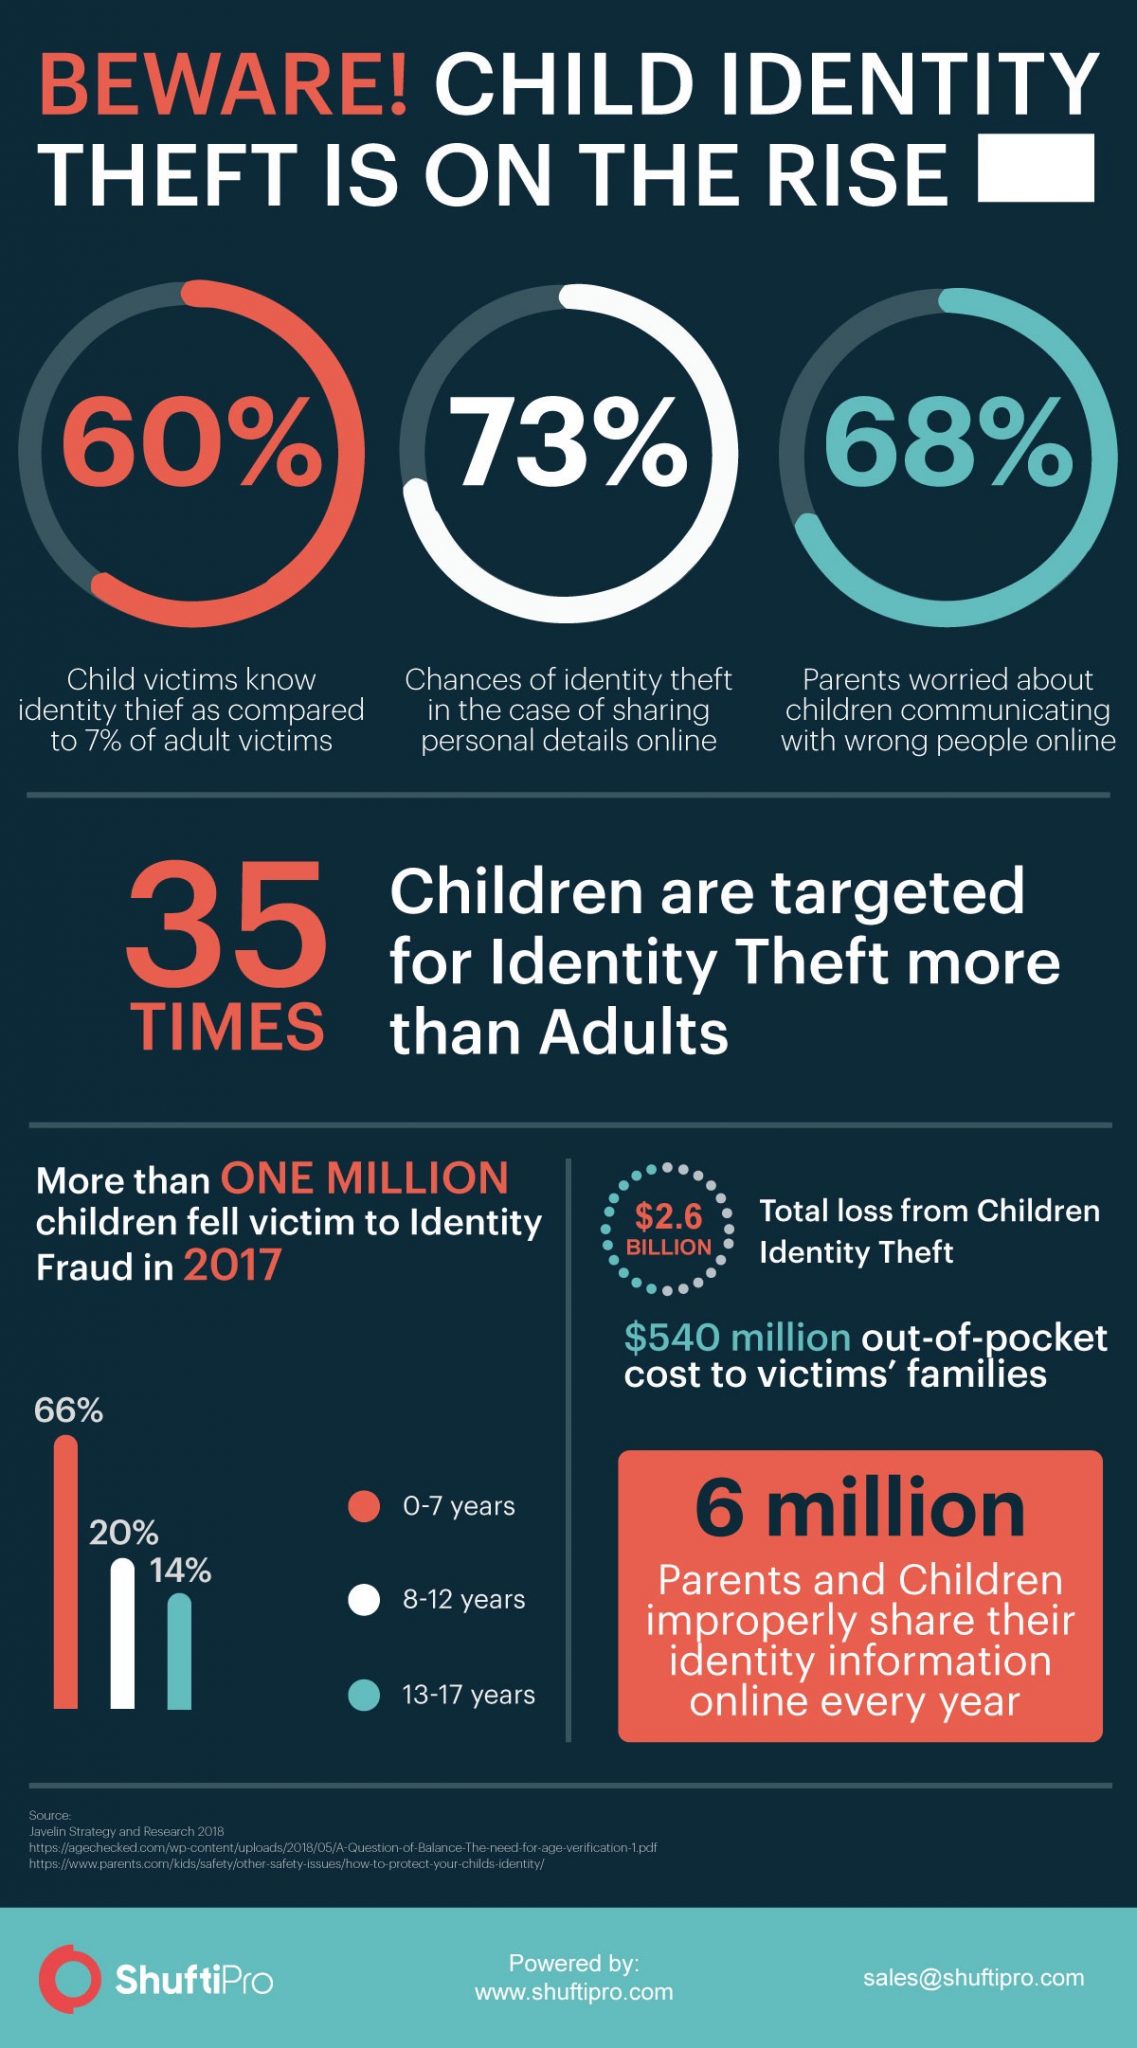 BEWARE! CHILD IDENTITY
THEFT IS ON THE RISE
60%
73%
68%
Child victims know
identity thief as compared
to 7% of adult victims
Chances of identity theft
in the case of sharing
personal details online
Parents worried about
children communicating
with wrong people online
35
TIMES
Children are targeted
for Identity Theft more
than Adults
More than ONE MILLION
children fell victim to Identity
Fraud in 2017
66%
20%
14%
0-7 years
8-12 years
13-17 years
$2.6
BILLION
Total loss from Children
Identity Theft
$540 million out-of-pocket
cost to victims’ families
6 million
Parents and Children
improperly share their
identity information
online every year
Source:
Javelin Strategy and Research 2018
https://agechecked.com/wp-content/uploads/2018/05/A-Question-of-Balance-The-need-for-age-verification-1.pdf
https://www.parents.com/kids/safety/other-safety-issues/how-to-protect-your-childs-identity/
ShuftiPro
Powered by:
www.shuftipro.com
sales@shuftipro.com